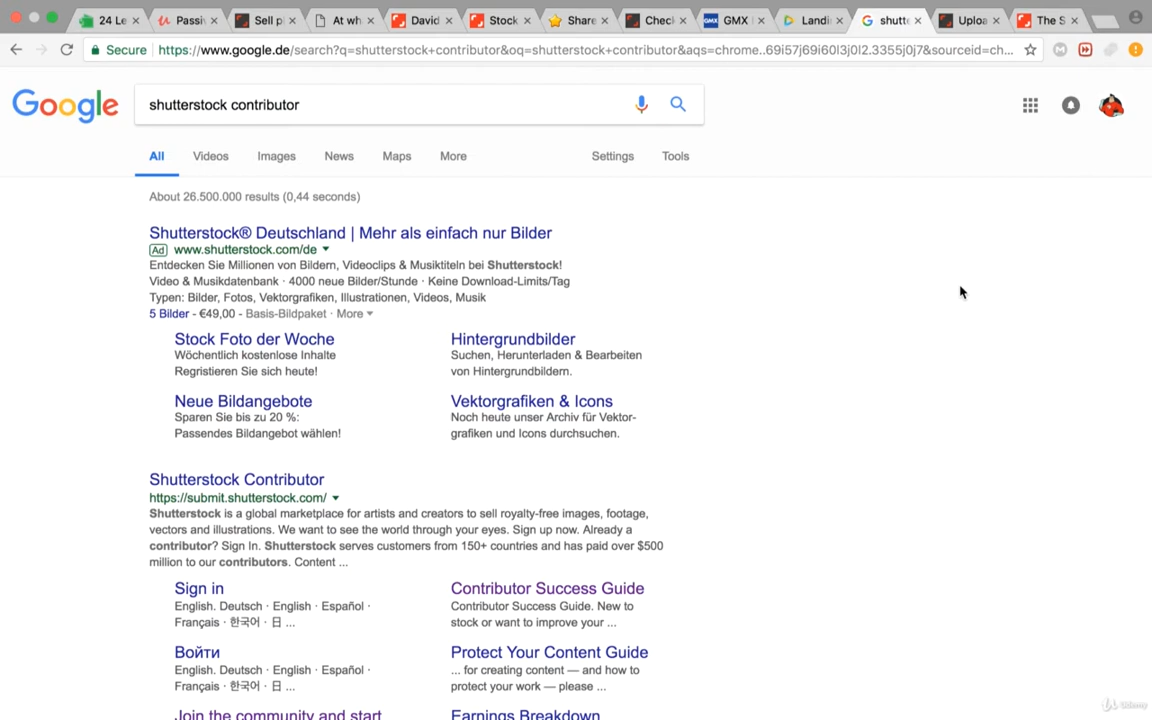 24 Le
Passiv
Sell p
At wh
David
Stock
Share
Check
GMX
Landi
shutte
Uploa
The S
Secure
https://www.google.de/search?q=shutterstock+contributor&oq=shutterstock+contributor&aqs=chrome..69i57j69i60l3j0l2.3355j0j7&sourceid=ch...
Google
shutterstock contributor
All Videos Images News Maps More Settings Tools
About 26.500.000 results (0,44 seconds)
Shutterstock® Deutschland | Mehr als einfach nur Bilder
Ad www.shutterstock.com/de
Entdecken Sie Millionen von Bildern, Videoclips & Musiktiteln bei Shutterstock!
Video & Musikdatenbank · 4000 neue Bilder/Stunde · Keine Download-Limits/Tag
Typen: Bilder, Fotos, Vektorgrafiken, Illustrationen, Videos, Musik
5 Bilder - €49,00 - Basis-Bildpaket · More
Stock Foto der Woche
Wöchentlich kostenlose Inhalte
Regristieren Sie sich heute!
Hintergrundbilder
Suchen, Herunterladen & Bearbeiten
von Hintergrundbildern.
Neue Bildangebote
Sparen Sie bis zu 20 %:
Passendes Bildangebot wählen!
Vektorgrafiken & Icons
Noch heute unser Archiv für Vektor-
grafiken und Icons durchsuchen.
Shutterstock Contributor
https://submit.shutterstock.com/
Shutterstock is a global marketplace for artists and creators to sell royalty-free images, footage,
vectors and illustrations. We want to see the world through your eyes. Sign up now. Already a
contributor? Sign In. Shutterstock serves customers from 150+ countries and has paid over $500
million to our contributors. Content ...
Sign in
English. Deutsch · English · Español ·
Français · 한국어 · 日 ...
Contributor Success Guide
Contributor Success Guide. New to
stock or want to improve your ...
Войти
English. Deutsch · English · Español ·
Français · 한국어 · 日 ...
Protect Your Content Guide
... for creating content — and how to
protect your work — please ...
Join the community and start
Earnings Breakdown
Udemy